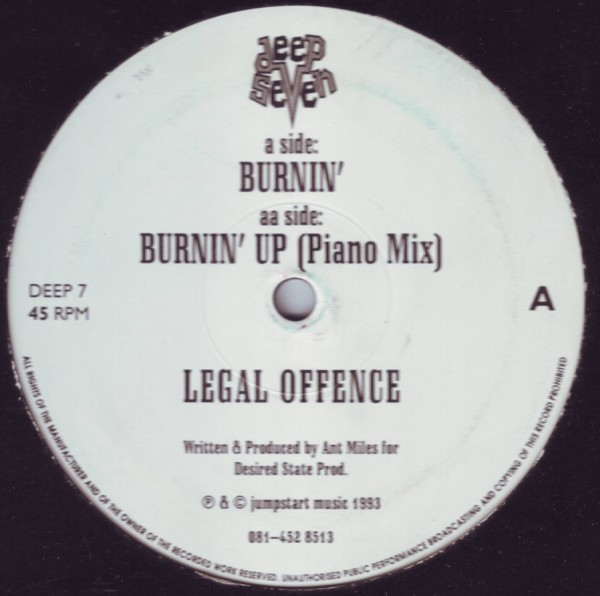 deep
seven
a side:
BURNIN'
aa side:
BURNIN' UP (Piano Mix)
DEEP 7
45 RPM
A
LEGAL OFFENCE
Written & Produced by Ant Miles for
Desired State Prod.
℗ & © jumpstart music 1993
081-452 8513
ALL RIGHTS OF THE MANUFACTURER AND OF THE OWNER OF THE RECORDED WORK RESERVED. UNAUTHORISED PUBLIC PERFORMANCE BROADCASTING AND COPYING OF THIS RECORD PROHIBITED